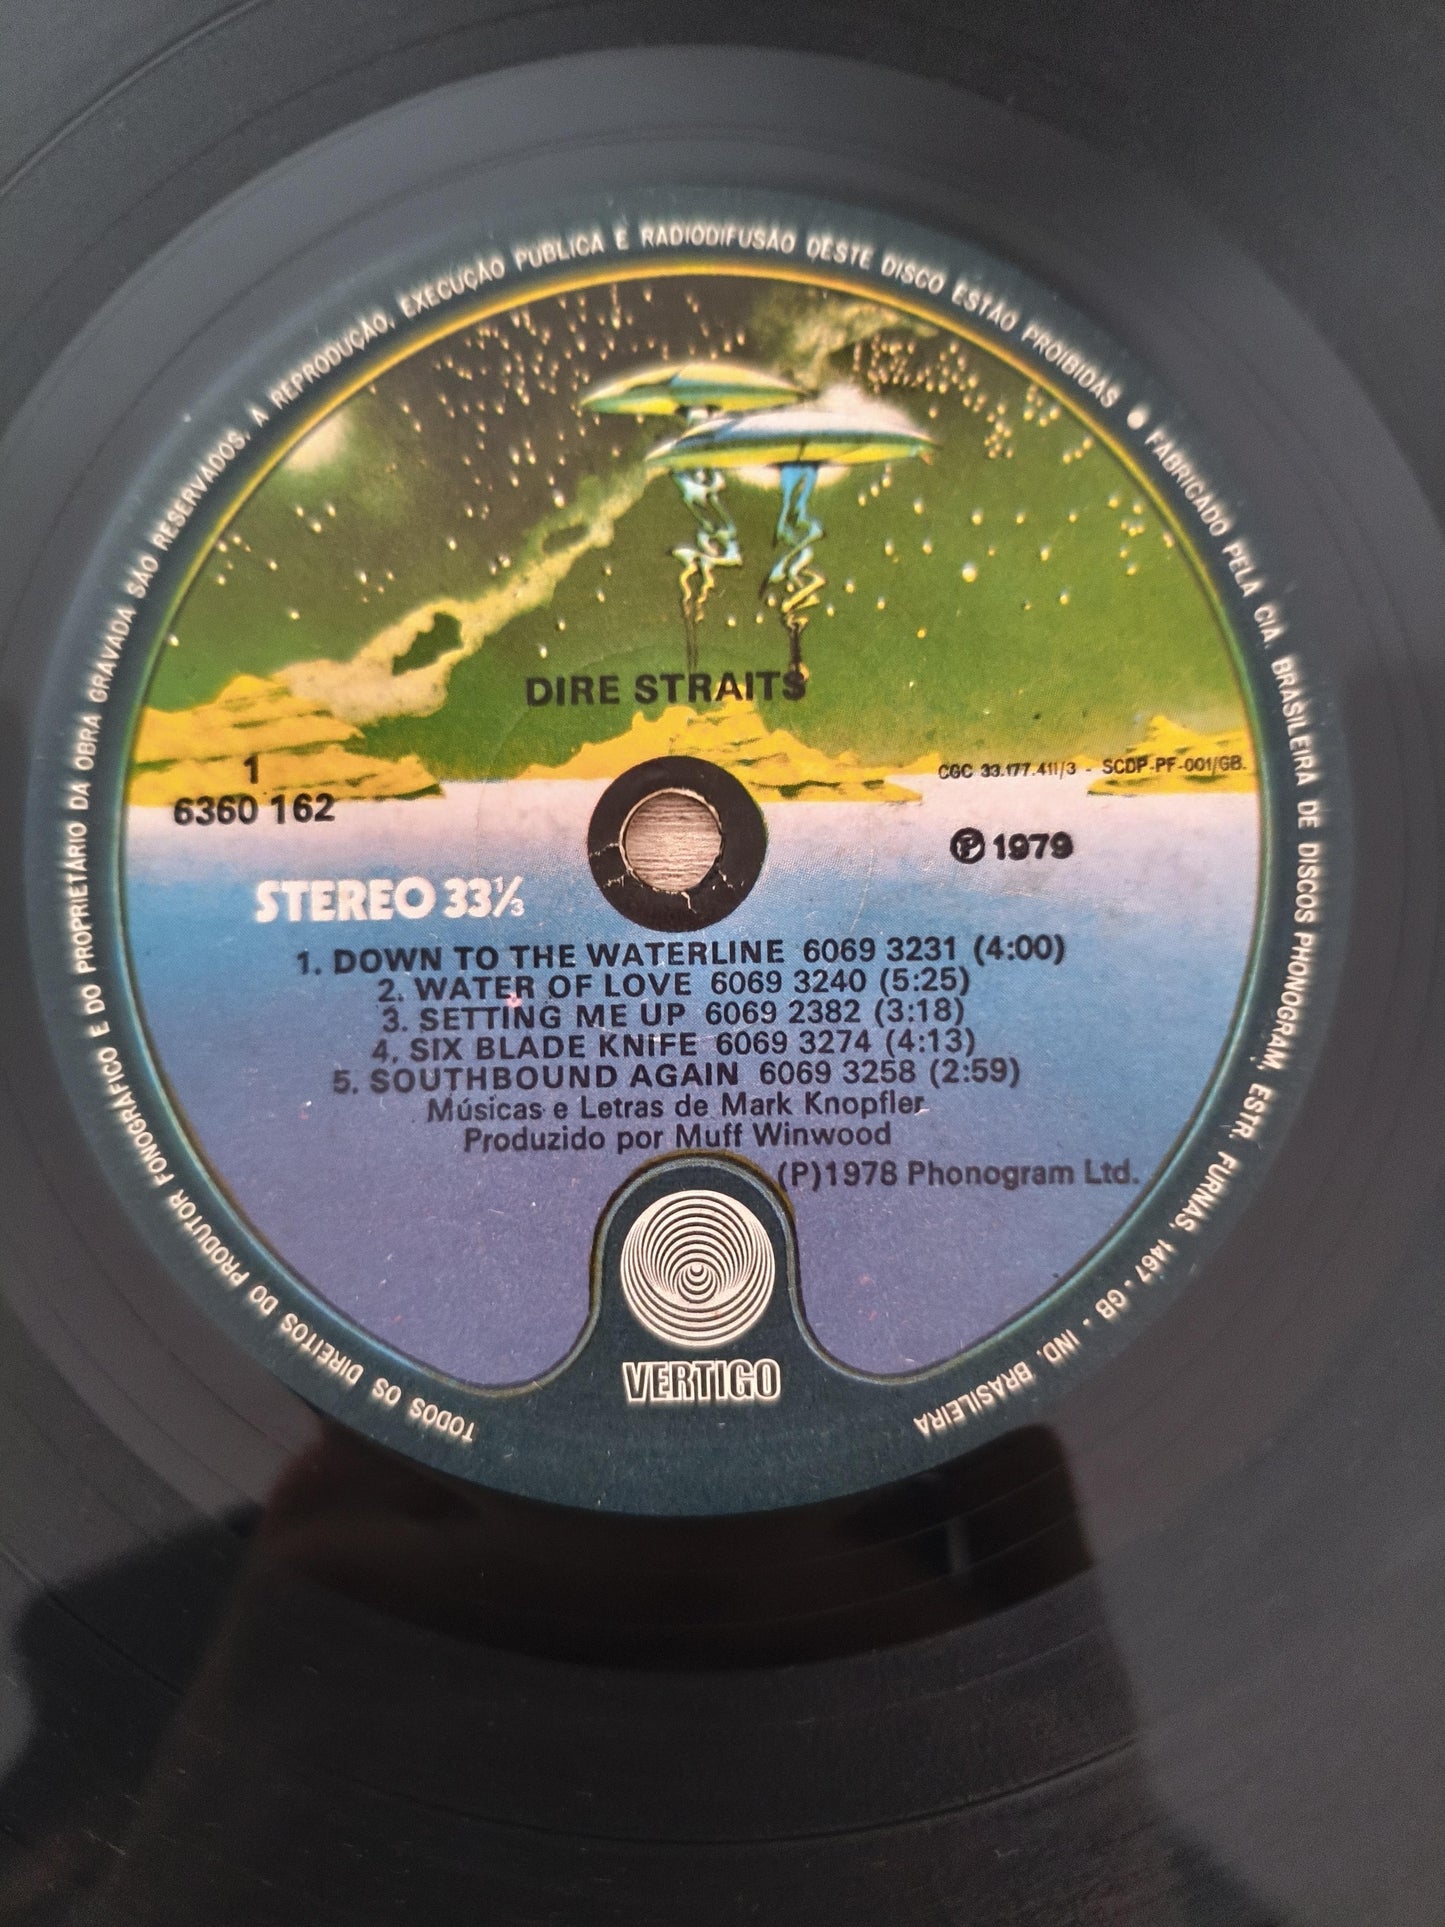 TODOS OS DIREITOS DO PRODUTOR FONOGRÁFICO E DO PROPRIETÁRIO DA OBRA GRAVADA SÃO RESERVADOS. A REPRODUÇÃO, EXECUÇÃO PÚBLICA E RADIODIFUSÃO DESTE DISCO ESTÃO PROIBIDAS ● FABRICADO PELA CIA. BRASILEIRA DE DISCOS PHONOGRAM, ESTR. FURNAS, 1467 - GB - IND. BRASILEIRA
DIRE STRAITS
1
6360 162
CGC 33.177.411/3 - SCDP-PF-001/GB.
Ⓟ 1979
STEREO 33⅓
1. DOWN TO THE WATERLINE 6069 3231 (4:00)
2. WATER OF LOVE 6069 3240 (5:25)
3. SETTING ME UP 6069 2382 (3:18)
4. SIX BLADE KNIFE 6069 3274 (4:13)
5. SOUTHBOUND AGAIN 6069 3258 (2:59)
Músicas e Letras de Mark Knopfler
Produzido por Muff Winwood
(P)1978 Phonogram Ltd.
VERTIGO